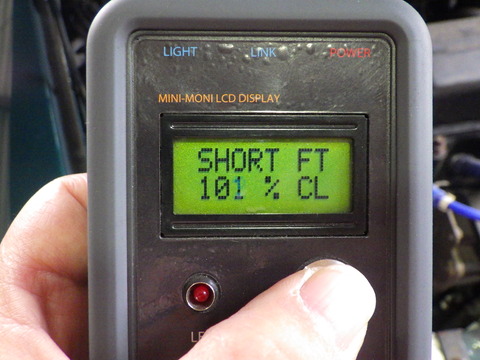 LIGHT LINK POWER
MINI-MONI LCD DISPLAY
SHORT FT
101 % CL